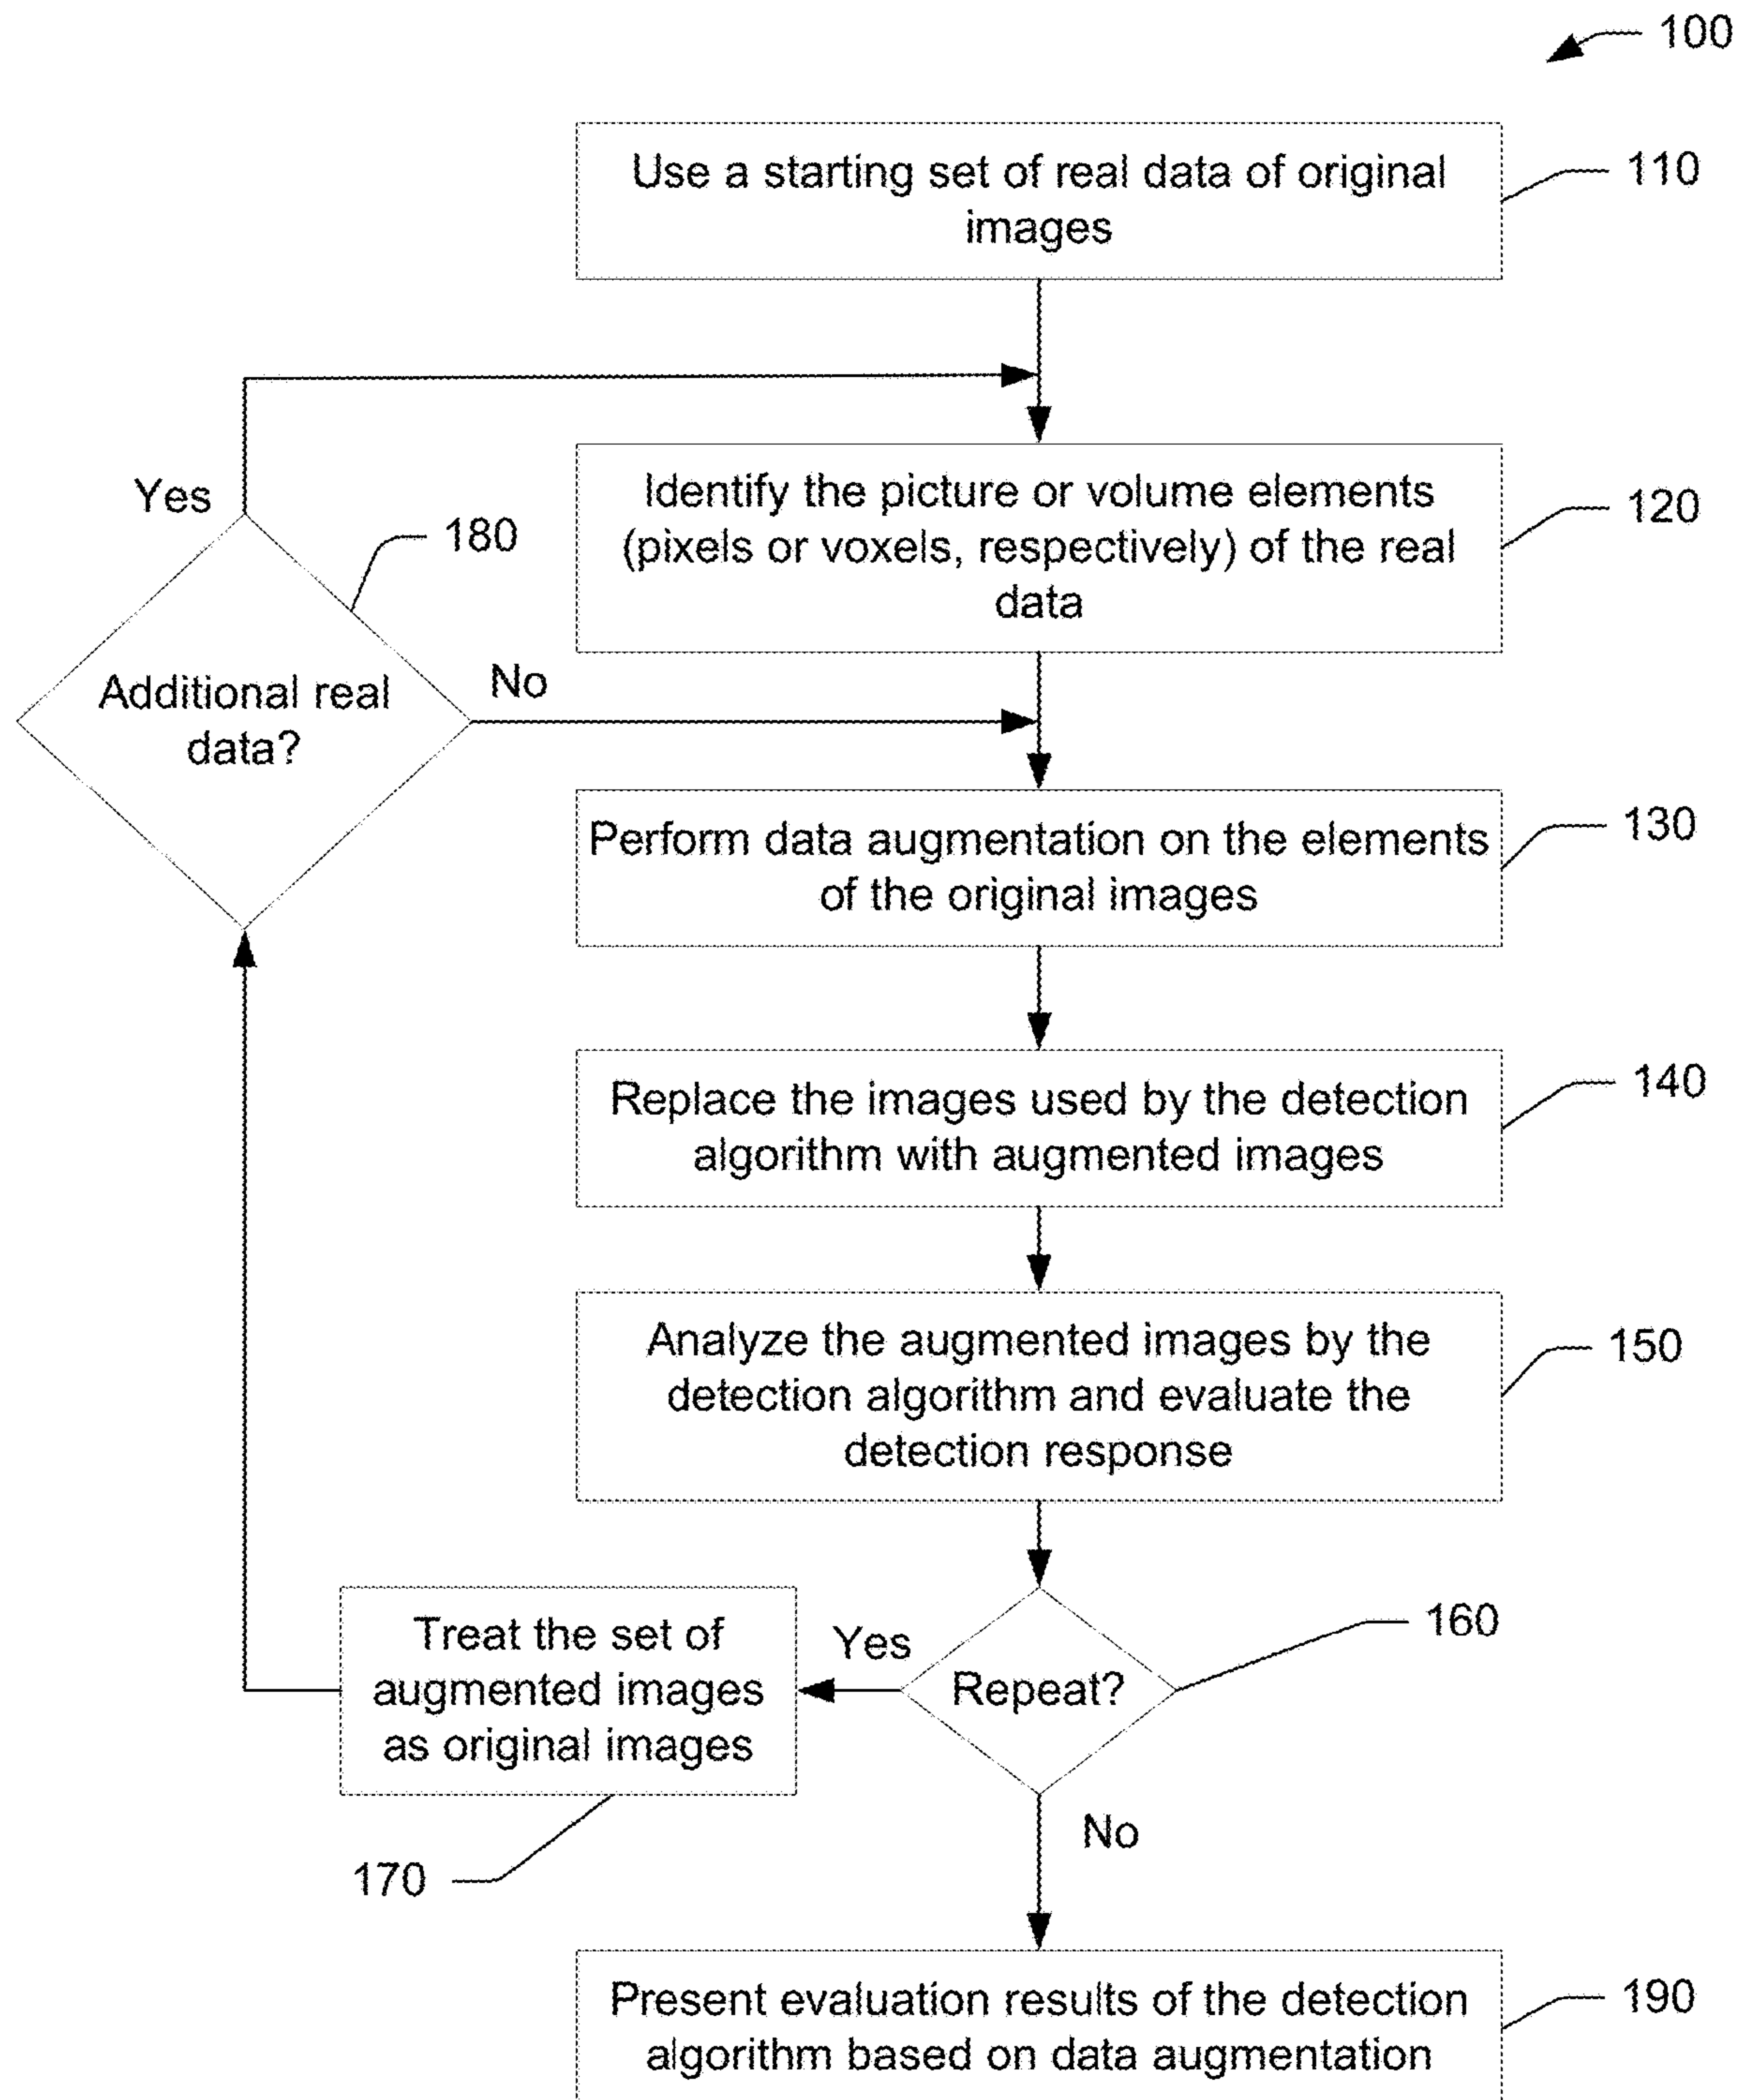 100
Use a starting set of real data of original
images
110
Identify the picture or volume elements
(pixels or voxels, respectively) of the real
data
120
Yes
180
Additional real
data?
No
Perform data augmentation on the elements
of the original images
130
Replace the images used by the detection
algorithm with augmented images
140
Analyze the augmented images by the
detection algorithm and evaluate the
detection response
150
Repeat?
160
Yes
Treat the set of
augmented images
as original images
170
No
Present evaluation results of the detection
algorithm based on data augmentation
190